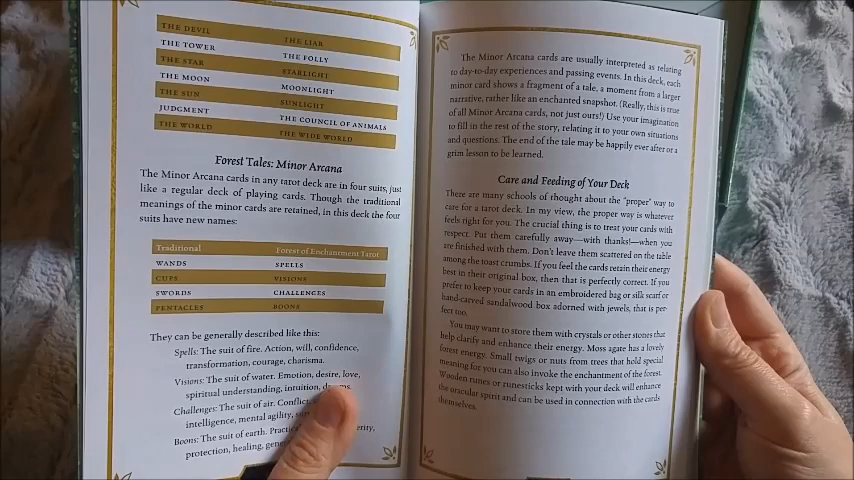 THE DEVIL THE LIAR
THE TOWER THE FOLLY
THE STAR STARLIGHT
THE MOON MOONLIGHT
THE SUN SUNLIGHT
JUDGMENT THE COUNCIL OF ANIMALS
THE WORLD THE WIDE WORLD
Forest Tales: Minor Arcana
The Minor Arcana cards in any tarot deck are in four suits, just
like a regular deck of playing cards. Though the traditional
meanings of the minor cards are retained, in this deck the four
suits have new names:
Traditional Forest of Enchantment Tarot
WANDS SPELLS
CUPS VISIONS
SWORDS CHALLENGES
PENTACLES BOONS
They can be generally described like this:
Spells: The suit of fire. Action, will, confidence,
transformation, courage, charisma.
Visions: The suit of water. Emotion, desire, love,
spiritual understanding, intuition, dreams.
Challenges: The suit of air. Conflict,
intelligence, mental agility,
Boons: The suit of earth.
protection, healing,
The Minor Arcana cards are usually interpreted as relating
to day-to-day experiences and passing events. In this deck, each
minor card shows a fragment of a tale, a moment from a larger
narrative, rather like an enchanted snapshot. (Really, this is true
of all Minor Arcana cards, not just ours!) Use your imagination
to fill in the rest of the story, relating it to your own situations
and questions. The end of the tale may be happily ever after or a
grim lesson to be learned.
Care and Feeding of Your Deck
There are many schools of thought about the "proper" way to
care for a tarot deck. In my view, the proper way is whatever
feels right for you. The crucial thing is to treat your cards with
respect. Put them carefully away—with thanks!—when you
are finished with them. Don't leave them scattered on the table
among the toast crumbs. If you feel the cards retain their energy
best in their original box, then that is perfectly correct. If you
prefer to keep your cards in an embroidered bag or silk scarf or
hand-carved sandalwood box adorned with jewels, that is per-
fect too.
You may want to store them with crystals or other stones that
help clarify and enhance their energy. Moss agate has a lovely
forest energy. Small twigs or nuts from trees that hold special
meaning for you can also invoke the enchantment of the forest.
Wooden runes or runesticks kept with your deck will enhance
the oracular spirit and can be used in connection with the cards
themselves.